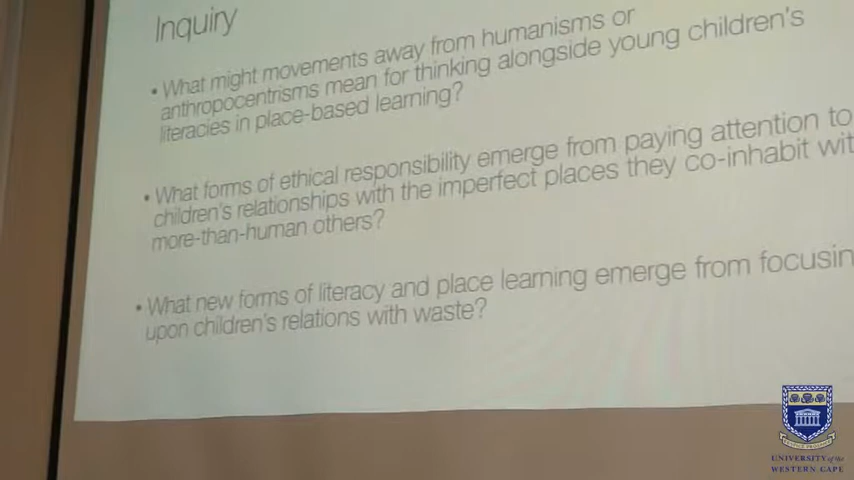 Inquiry
• What might movements away from humanisms or
anthropocentrisms mean for thinking alongside young children's
literacies in place-based learning?
• What forms of ethical responsibility emerge from paying attention to
children's relationships with the imperfect places they co-inhabit wit
more-than-human others?
• What new forms of literacy and place learning emerge from focusin
upon children's relations with waste?
UNIVERSITY of the
WESTERN CAPE